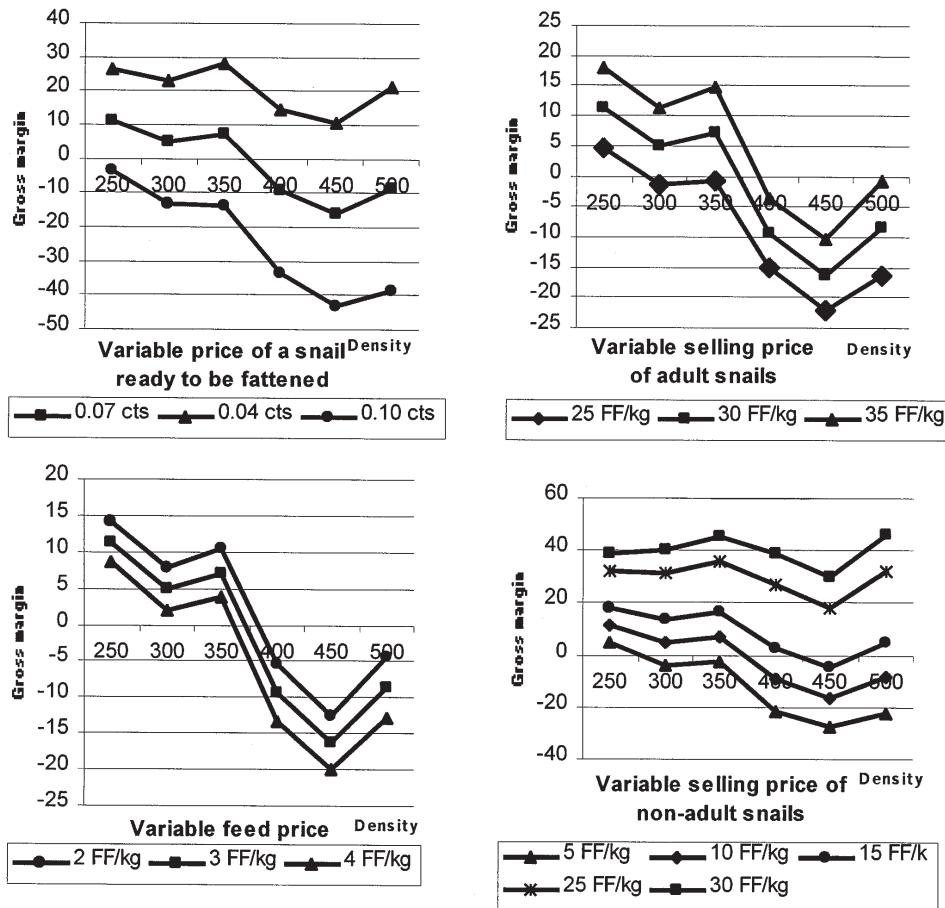 40
30
20
10
0
-10
-20
-30
-40
-50
Gross margin
250 300 350 400 450 500
Variable price of a snail Density
ready to be fattened
0.07 cts 0.04 cts 0.10 cts
25
20
15
10
5
0
-5
-10
-15
-20
-25
Gross margin
250 300 350 400 450 500
Variable selling price Density
of adult snails
25 FF/kg 30 FF/kg 35 FF/kg
20
15
10
5
0
-5
-10
-15
-20
-25
Gross margin
250 300 350 400 450 500
Variable feed price Density
2 FF/kg 3 FF/kg 4 FF/kg
60
40
20
0
-20
-40
Gross margin
250 300 350 400 450 500
Variable selling price of Density
non-adult snails
5 FF/kg 10 FF/kg 15 FF/k
25 FF/kg 30 FF/kg